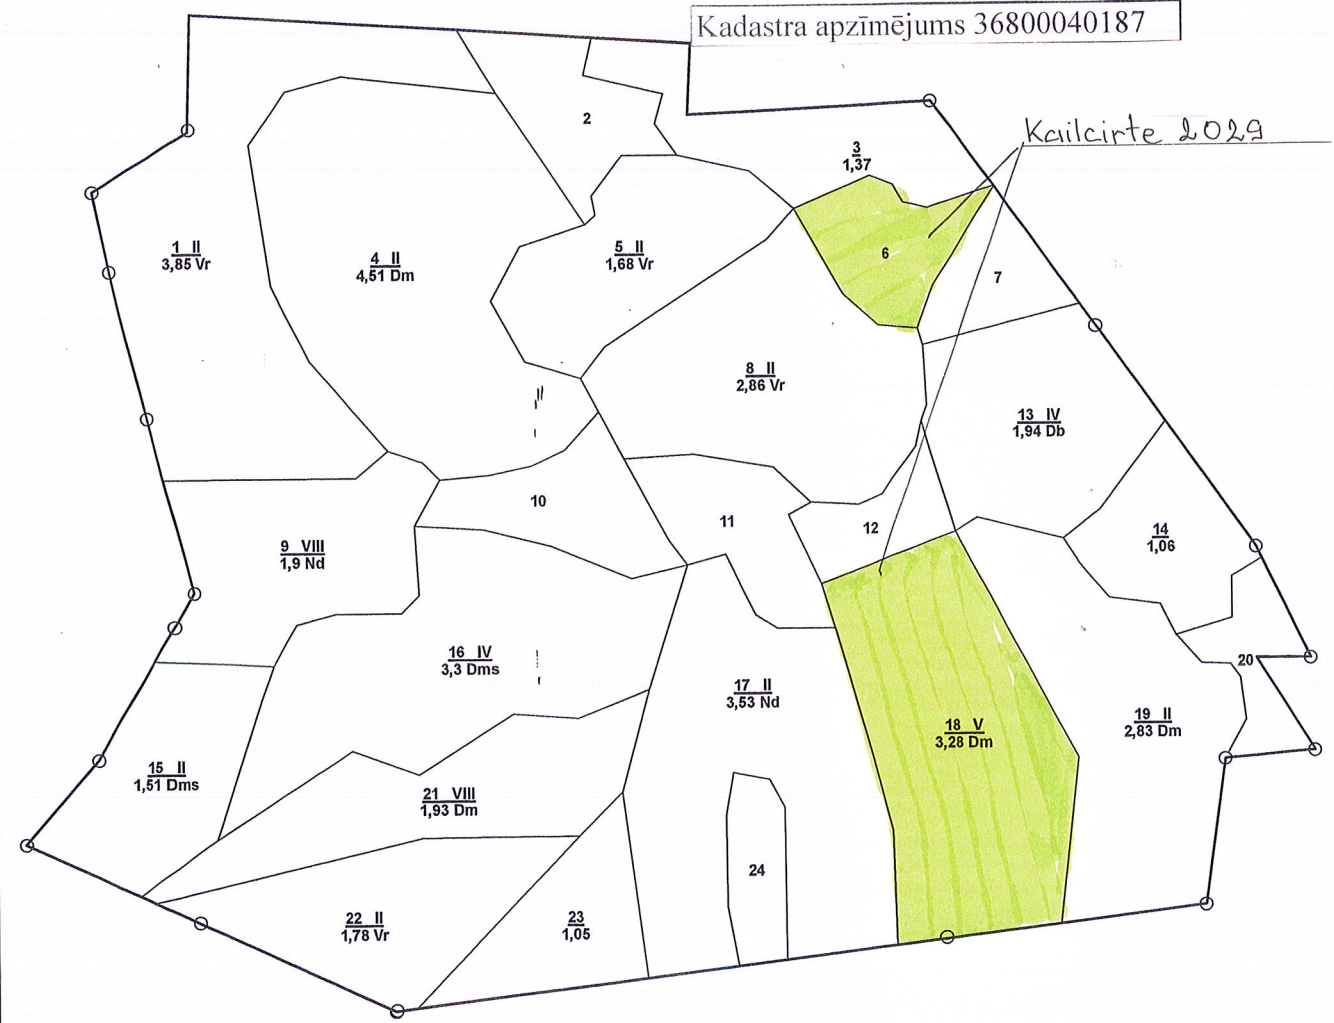 Kadastra apzīmējums 36800040187
Kailcirte 2029
2
3
1,37
1 II
3,85 Vr
4 II
4,51 Dm
5 II
1,68 Vr
6
7
8 II
2,86 Vr
13 IV
1,94 Db
9 VIII
1,9 Nd
10
11
12
14
1,06
16 IV
3,3 Dms
17 II
3,53 Nd
20
15 II
1,51 Dms
18 V
3,28 Dm
19 II
2,83 Dm
21 VIII
1,93 Dm
22 II
1,78 Vr
23
1,05
24